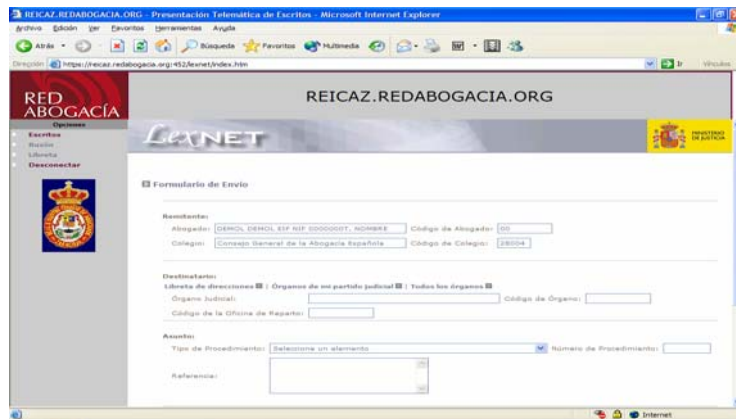 REICAZ.REDABOGACIA.ORG - Presentación Telemática de Escritos - Microsoft Internet Explorer
Archivo Edición Ver Favoritos Herramientas Ayuda
Atrás Búsqueda Favoritos Multimedia
Dirección https://reicaz.redabogacia.org:452/lexnet/index.htm Ir Vínculos
RED ABOGACÍA
REICAZ.REDABOGACIA.ORG
Opciones
Escritos
Buzón
Libreta
Desconectar
LEXNET
MINISTERIO DE JUSTICIA
Formulario de Envío
Remitente:
Abogado: DEMO1 DEMO1 EIF NIF 00000000T, NOMBRE Código de Abogado: 00
Colegio: Consejo General de la Abogacía Española Código de Colegio: 28004
Destinatario:
Libreta de direcciones | Órganos de mi partido judicial | Todos los órganos
Órgano Judicial: Código de Órgano:
Código de la Oficina de Reparto:
Asunto:
Tipo de Procedimiento: Seleccione un elemento Número de Procedimiento:
Referencia:
Internet